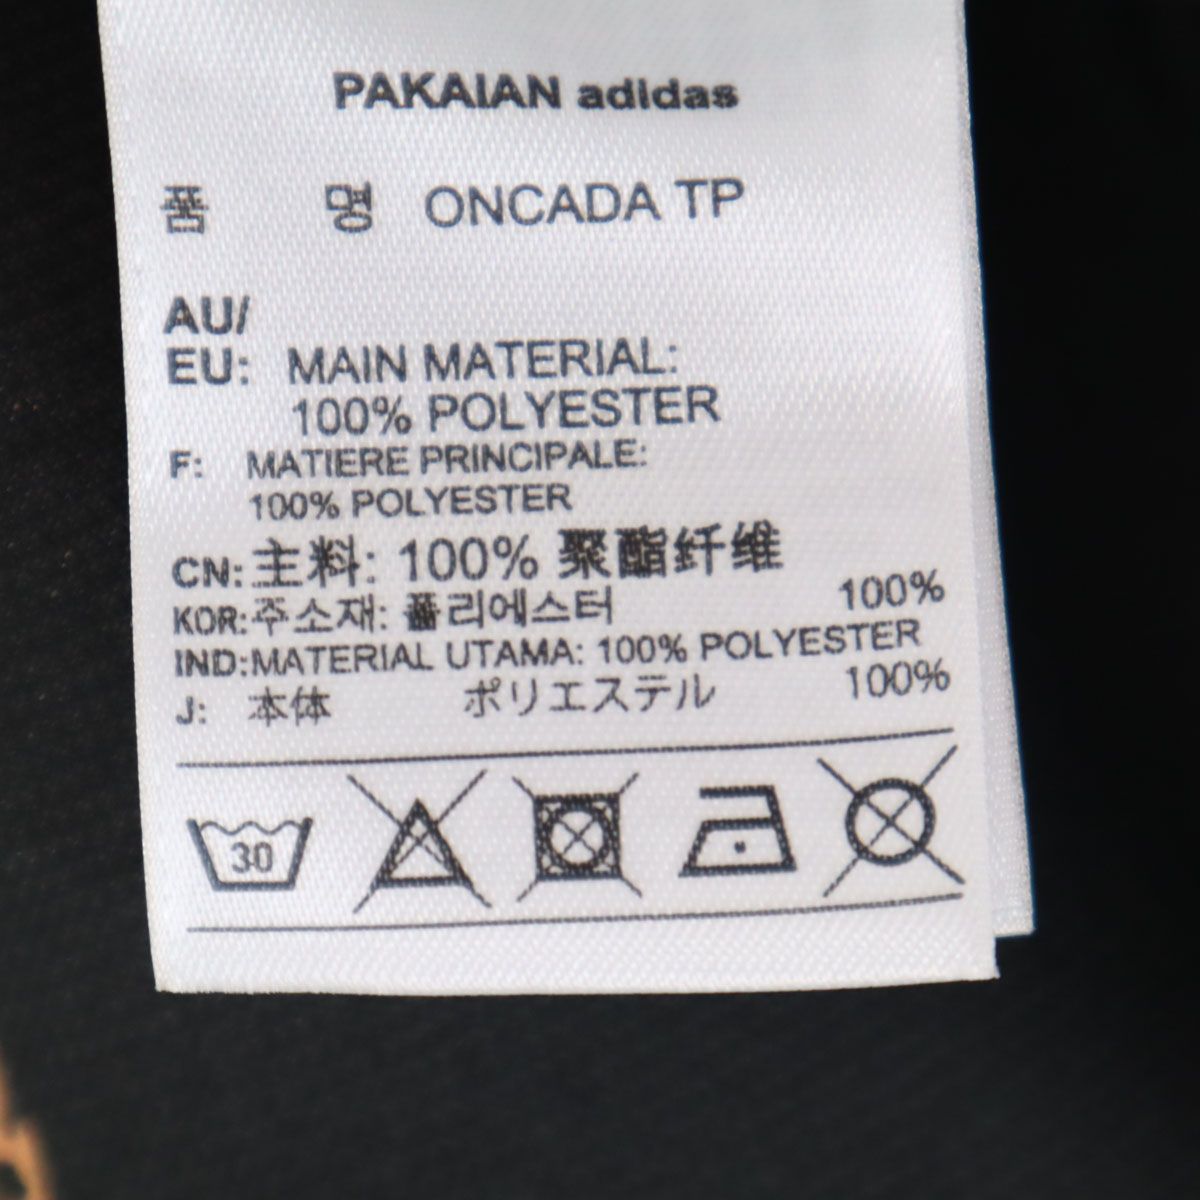 PAKAIAN adidas
품 명 ONCADA TP
AU/
EU: MAIN MATERIAL:
100% POLYESTER
F: MATIERE PRINCIPALE:
100% POLYESTER
CN:主料: 100% 聚酯纤维
KOR:주소재: 폴리에스터 100%
IND:MATERIAL UTAMA: 100% POLYESTER
J: 本体 ポリエステル 100%
30